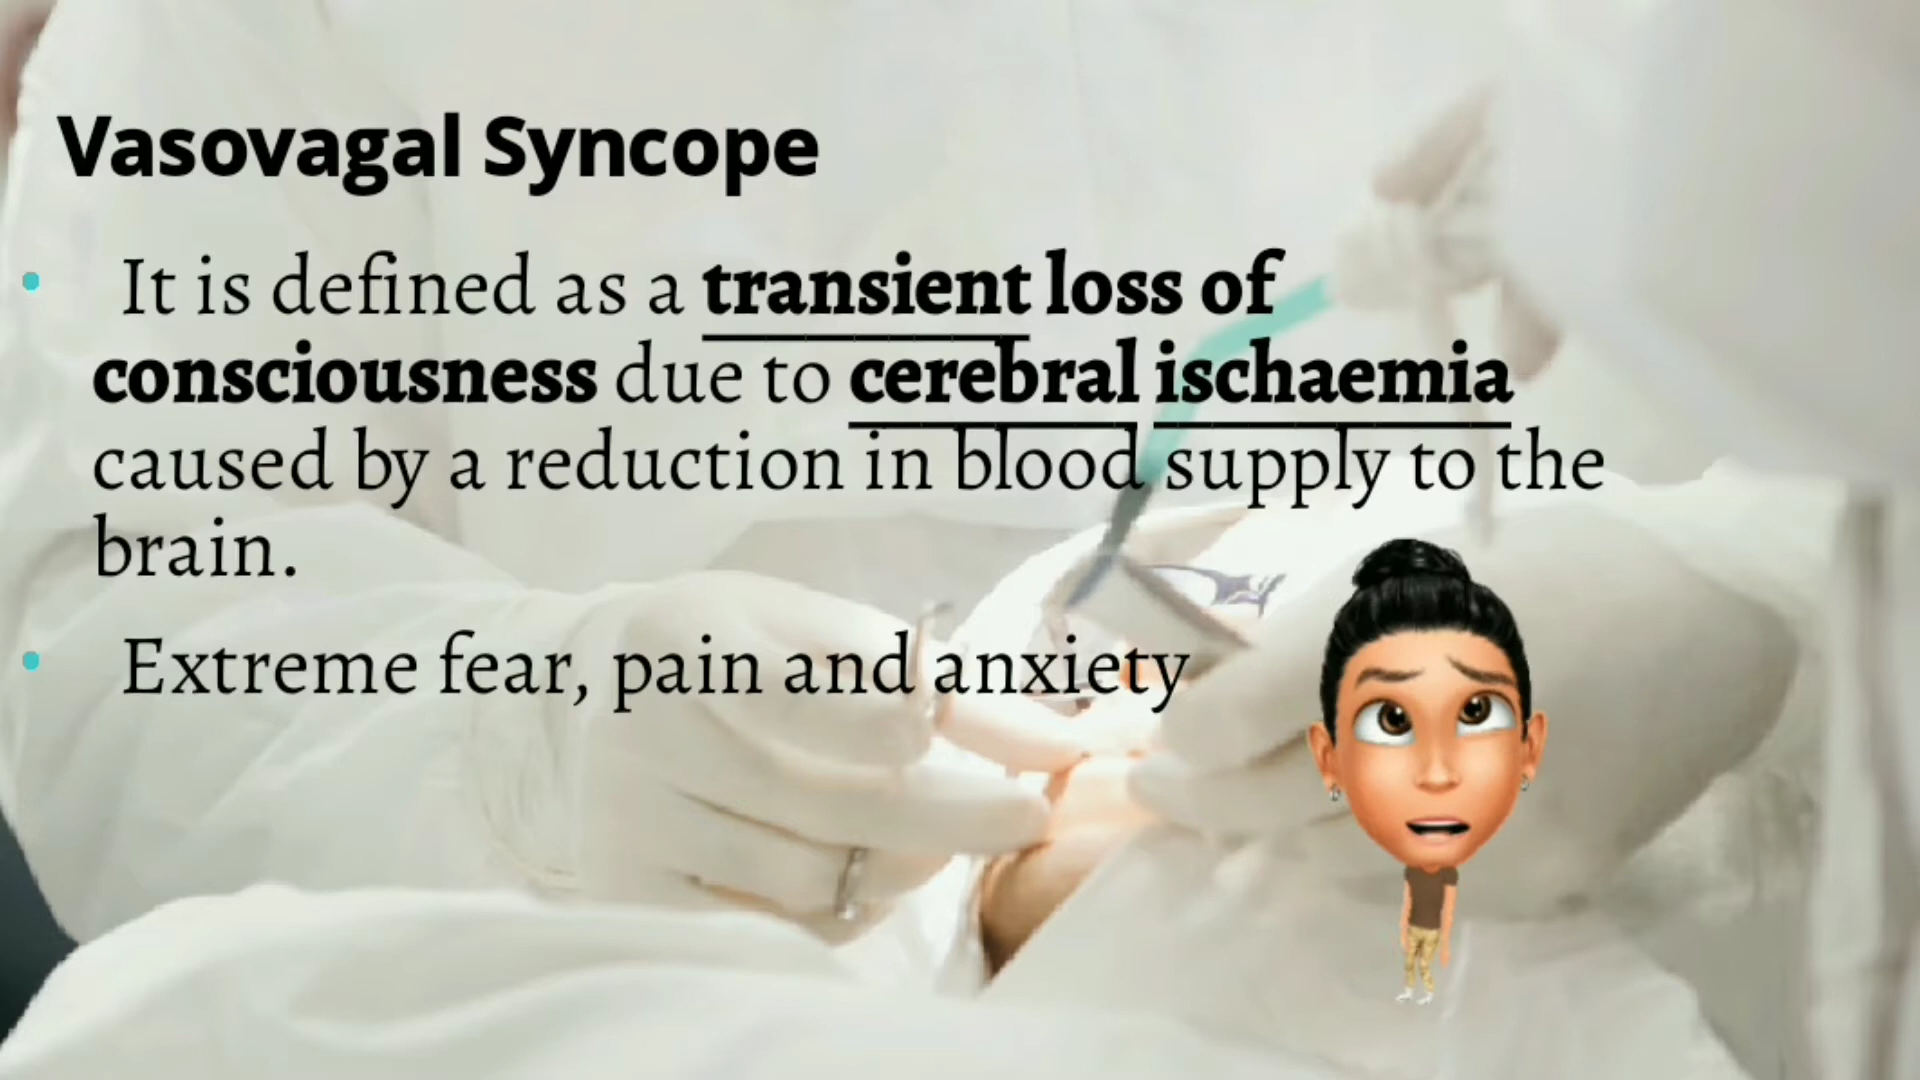 Vasovagal Syncope
• It is defined as a transient loss of
consciousness due to cerebral ischaemia
caused by a reduction in blood supply to the
brain.
• Extreme fear, pain and anxiety